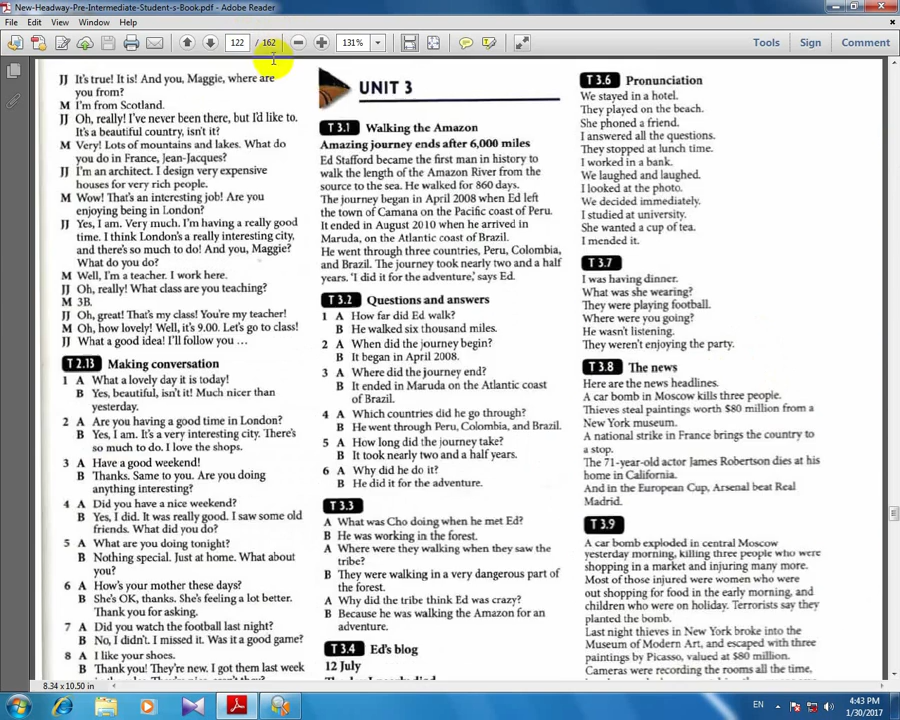 New-Headway-Pre-Intermediate-Student-s-Book.pdf - Adobe Reader
File Edit View Window Help
122 / 162
131%
Tools
Sign
Comment
JJ It's true! It is! And you, Maggie, where are
you from?
M I'm from Scotland.
JJ Oh, really! I've never been there, but I'd like to.
It's a beautiful country, isn't it?
M Very! Lots of mountains and lakes. What do
you do in France, Jean-Jacques?
JJ I'm an architect. I design very expensive
houses for very rich people.
M Wow! That's an interesting job! Are you
enjoying being in London?
JJ Yes, I am. Very much. I'm having a really good
time. I think London's a really interesting city,
and there's so much to do! And you, Maggie?
What do you do?
M Well, I'm a teacher. I work here.
JJ Oh, really! What class are you teaching?
M 3B.
JJ Oh, great! That's my class! You're my teacher!
M Oh, how lovely! Well, it's 9.00. Let's go to class!
JJ What a good idea! I'll follow you …
T 2.13 Making conversation
1 A What a lovely day it is today!
B Yes, beautiful, isn't it! Much nicer than
yesterday.
2 A Are you having a good time in London?
B Yes, I am. It's a very interesting city. There's
so much to do. I love the shops.
3 A Have a good weekend!
B Thanks. Same to you. Are you doing
anything interesting?
4 A Did you have a nice weekend?
B Yes, I did. It was really good. I saw some old
friends. What did you do?
5 A What are you doing tonight?
B Nothing special. Just at home. What about
you?
6 A How's your mother these days?
B She's OK, thanks. She's feeling a lot better.
Thank you for asking.
7 A Did you watch the football last night?
B No, I didn't. I missed it. Was it a good game?
8 A I like your shoes.
B Thank you! They're new. I got them last week
UNIT 3
T 3.1 Walking the Amazon
Amazing journey ends after 6,000 miles
Ed Stafford became the first man in history to
walk the length of the Amazon River from the
source to the sea. He walked for 860 days.
The journey began in April 2008 when Ed left
the town of Camana on the Pacific coast of Peru.
It ended in August 2010 when he arrived in
Maruda, on the Atlantic coast of Brazil.
He went through three countries, Peru, Colombia,
and Brazil. The journey took nearly two and a half
years. 'I did it for the adventure,' says Ed.
T 3.2 Questions and answers
1 A How far did Ed walk?
B He walked six thousand miles.
2 A When did the journey begin?
B It began in April 2008.
3 A Where did the journey end?
B It ended in Maruda on the Atlantic coast
of Brazil.
4 A Which countries did he go through?
B He went through Peru, Colombia, and Brazil.
5 A How long did the journey take?
B It took nearly two and a half years.
6 A Why did he do it?
B He did it for the adventure.
T 3.3
A What was Cho doing when he met Ed?
B He was working in the forest.
A Where were they walking when they saw the
tribe?
B They were walking in a very dangerous part of
the forest.
A Why did the tribe think Ed was crazy?
B Because he was walking the Amazon for an
adventure.
T 3.4 Ed's blog
12 July
T 3.6 Pronunciation
We stayed in a hotel.
They played on the beach.
She phoned a friend.
I answered all the questions.
They stopped at lunch time.
I worked in a bank.
We laughed and laughed.
I looked at the photo.
We decided immediately.
I studied at university.
She wanted a cup of tea.
I mended it.
T 3.7
I was having dinner.
What was she wearing?
They were playing football.
Where were you going?
He wasn't listening.
They weren't enjoying the party.
T 3.8 The news
Here are the news headlines.
A car bomb in Moscow kills three people.
Thieves steal paintings worth $80 million from a
New York museum.
A national strike in France brings the country to
a stop.
The 71-year-old actor James Robertson dies at his
home in California.
And in the European Cup, Arsenal beat Real
Madrid.
T 3.9
A car bomb exploded in central Moscow
yesterday morning, killing three people who were
shopping in a market and injuring many more.
Most of those injured were women who were
out shopping for food in the early morning, and
children who were on holiday. Terrorists say they
planted the bomb.
Last night thieves in New York broke into the
Museum of Modern Art, and escaped with three
paintings by Picasso, valued at $80 million.
Cameras were recording the rooms all the time,
8.34 x 10.50 in
EN
4:43 PM
1/30/2017